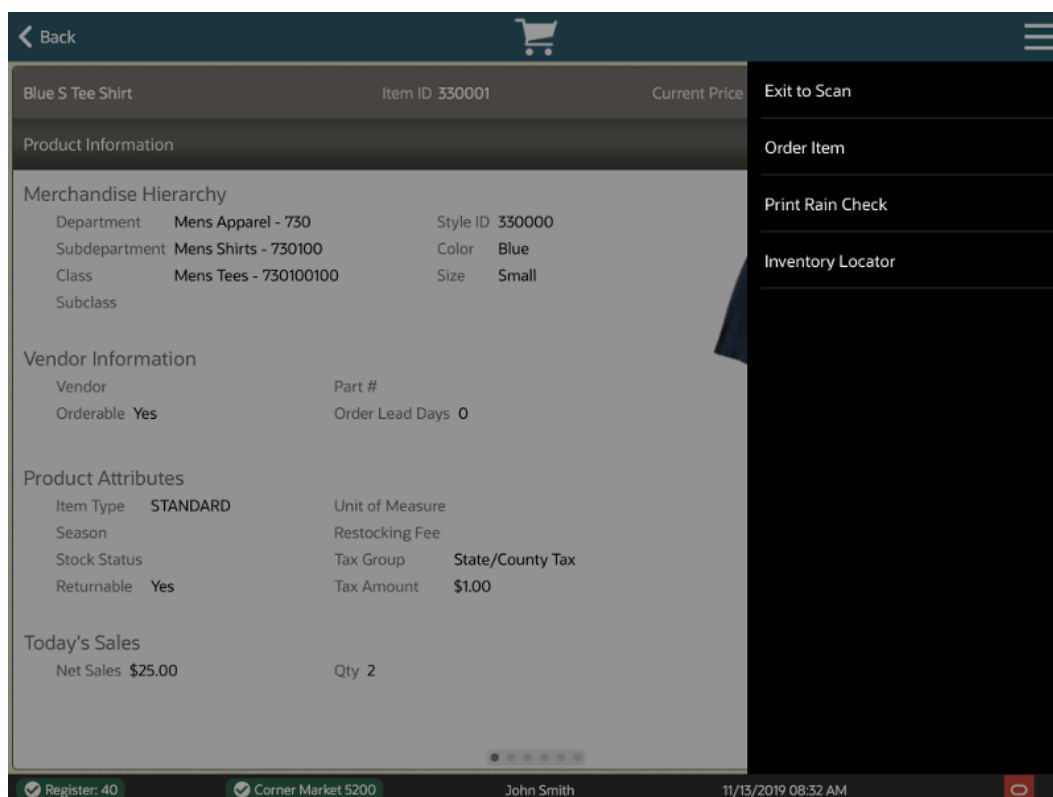 Back
Blue S Tee Shirt Item ID 330001 Current Price
Exit to Scan
Product Information
Order Item
Print Rain Check
Inventory Locator
Merchandise Hierarchy
Department Mens Apparel - 730 Style ID 330000
Subdepartment Mens Shirts - 730100 Color Blue
Class Mens Tees - 730100100 Size Small
Subclass
Vendor Information
Vendor Part #
Orderable Yes Order Lead Days 0
Product Attributes
Item Type STANDARD Unit of Measure
Season Restocking Fee
Stock Status Tax Group State/County Tax
Returnable Yes Tax Amount $1.00
Today's Sales
Net Sales $25.00 Qty 2
Register: 40 Corner Market 5200 John Smith 11/13/2019 08:32 AM